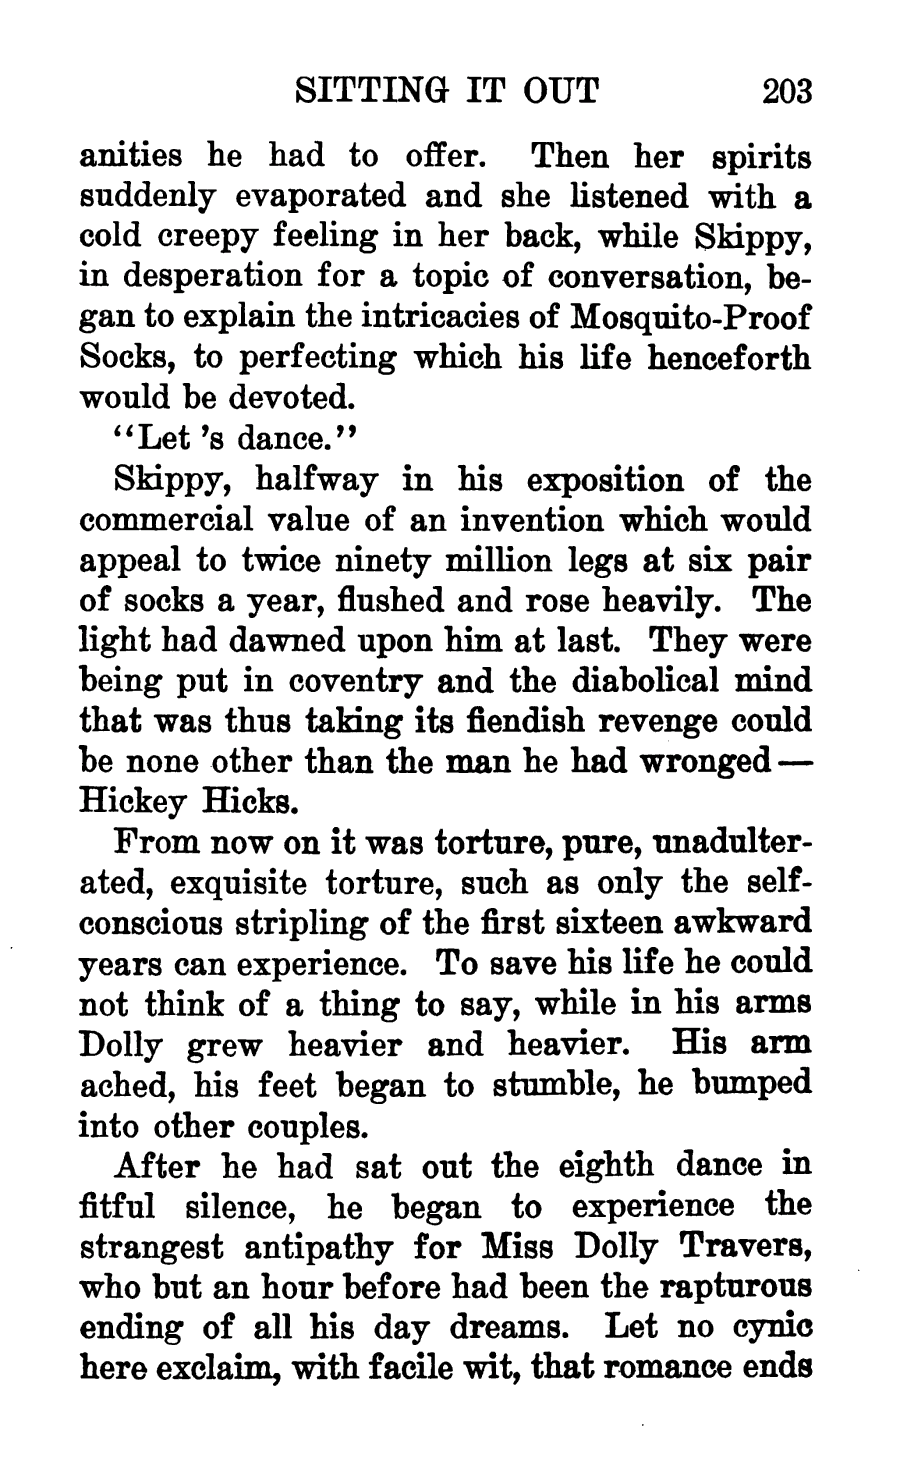 SITTING IT OUT 203
anities he had to offer. Then her spirits
suddenly evaporated and she listened with a
cold creepy feeling in her back, while Skippy,
in desperation for a topic of conversation, be-
gan to explain the intricacies of Mosquito-Proof
Socks, to perfecting which his life henceforth
would be devoted.
"Let 's dance."
Skippy, halfway in his exposition of the
commercial value of an invention which would
appeal to twice ninety million legs at six pair
of socks a year, flushed and rose heavily. The
light had dawned upon him at last. They were
being put in coventry and the diabolical mind
that was thus taking its fiendish revenge could
be none other than the man he had wronged—
Hickey Hicks.
From now on it was torture, pure, unadulter-
ated, exquisite torture, such as only the self-
conscious stripling of the first sixteen awkward
years can experience. To save his life he could
not think of a thing to say, while in his arms
Dolly grew heavier and heavier. His arm
ached, his feet began to stumble, he bumped
into other couples.
After he had sat out the eighth dance in
fitful silence, he began to experience the
strangest antipathy for Miss Dolly Travers,
who but an hour before had been the rapturous
ending of all his day dreams. Let no cynic
here exclaim, with facile wit, that romance ends